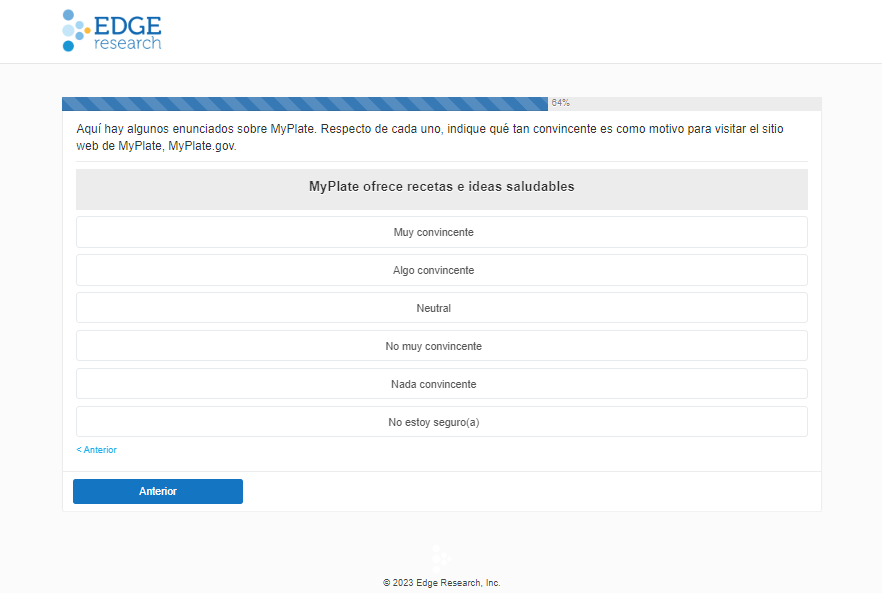 EDGE
research
64%
Aquí hay algunos enunciados sobre MyPlate. Respecto de cada uno, indique qué tan convincente es como motivo para visitar el sitio
web de MyPlate, MyPlate.gov.
MyPlate ofrece recetas e ideas saludables
Muy convincente
Algo convincente
Neutral
No muy convincente
Nada convincente
No estoy seguro(a)
< Anterior
Anterior
© 2023 Edge Research, Inc.